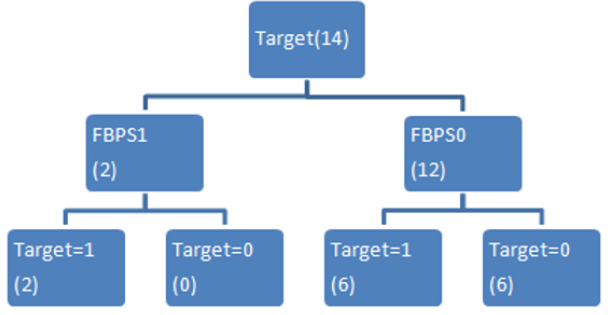 Target(14)
FBPS1
(2)
FBPS0
(12)
Target=1
(2)
Target=0
(0)
Target=1
(6)
Target=0
(6)